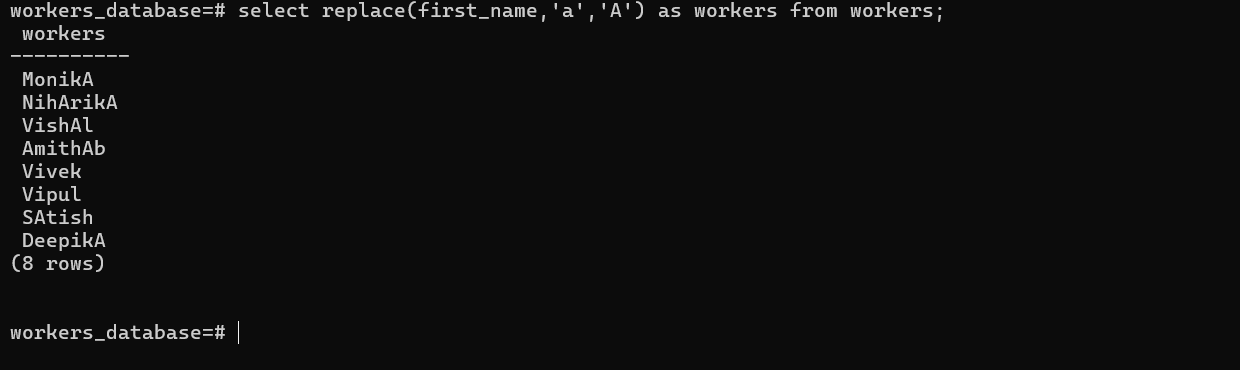 workers_database=# select replace(first_name,'a','A') as workers from workers;
workers
----------
MonikA
NihArikA
VishAl
AmithAb
Vivek
Vipul
SAtish
DeepikA
(8 rows)
workers_database=#